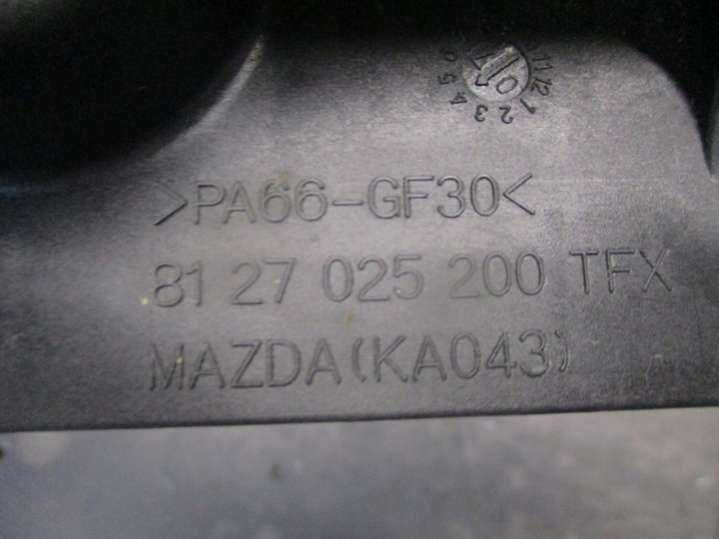 >PA66-GF30<
81 27 025 200 TFX
MAZDA(KA043)